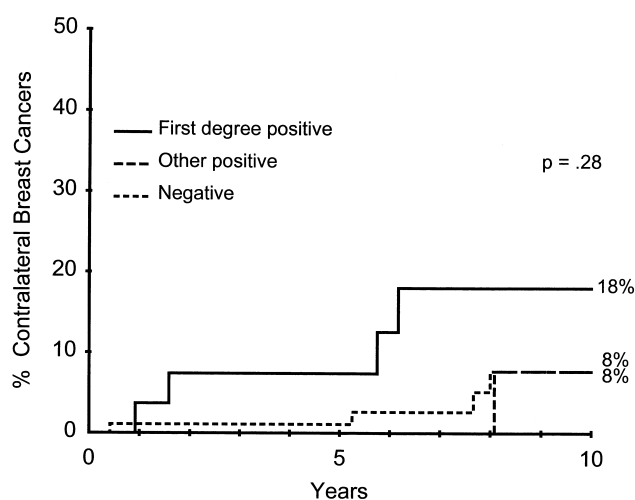 50
40
30
20
10
0
% Contralateral Breast Cancers
First degree positive
Other positive
Negative
p = .28
18%
8%
8%
0 5 10
Years